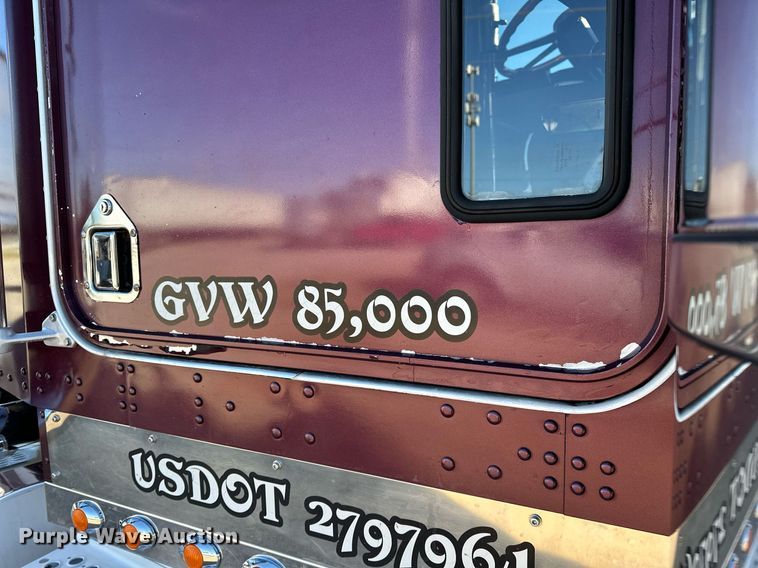 GVW 85,000
USDOT 2797961
Purple Wave Auction